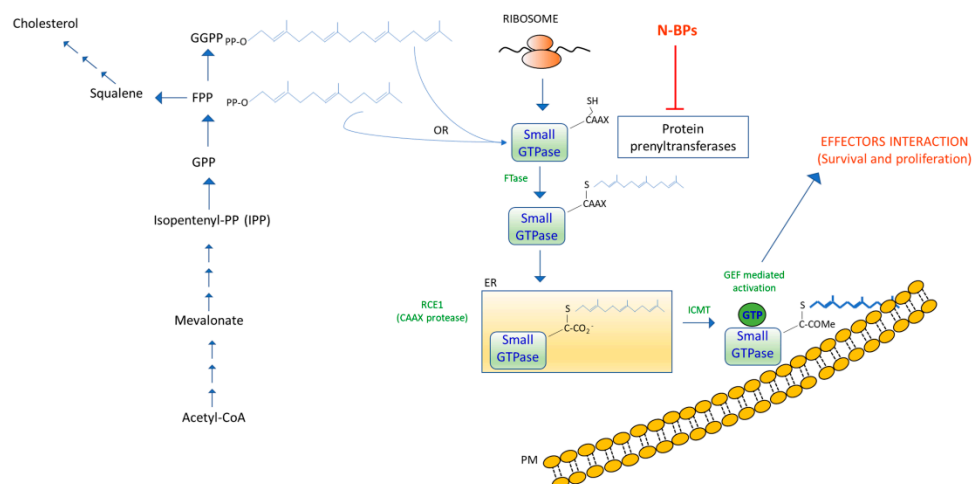 Cholesterol
Squalene
GGPP
PP-O
FPP
PP-O
GPP
Isopentenyl-PP (IPP)
Mevalonate
Acetyl-CoA
OR
RIBOSOME
SH
CAAX
Small
GTPase
FTase
S
CAAX
Small
GTPase
N-BPs
Protein
prenyltransferases
ER
RCE1
(CAAX protease)
S
C-CO2-
Small
GTPase
ICMT
EFFECTORS INTERACTION
(Survival and proliferation)
GEF mediated
activation
GTP
S
C-COMe
Small
GTPase
PM